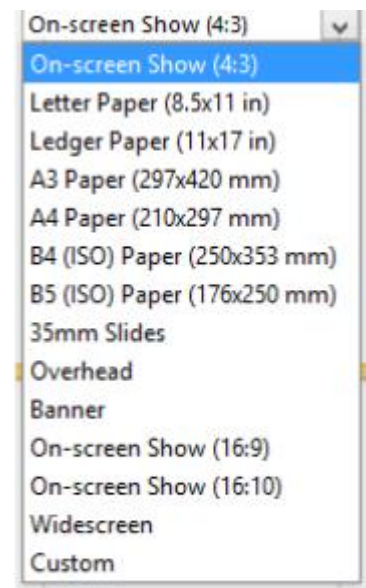 On-screen Show (4:3)
On-screen Show (4:3)
Letter Paper (8.5x11 in)
Ledger Paper (11x17 in)
A3 Paper (297x420 mm)
A4 Paper (210x297 mm)
B4 (ISO) Paper (250x353 mm)
B5 (ISO) Paper (176x250 mm)
35mm Slides
Overhead
Banner
On-screen Show (16:9)
On-screen Show (16:10)
Widescreen
Custom